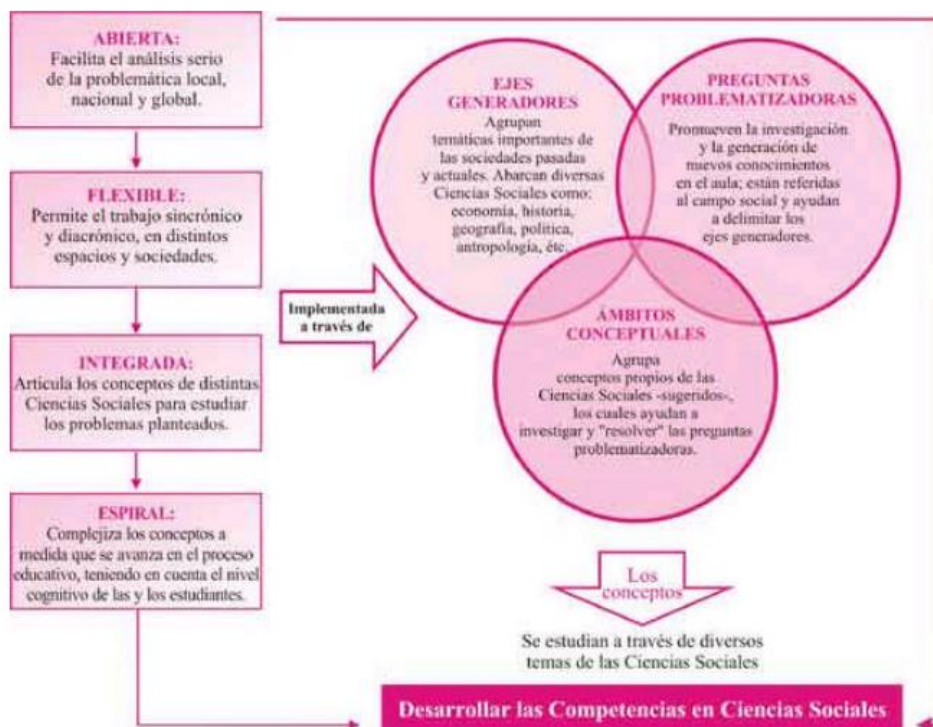 ABIERTA:
Facilita el análisis serio
de la problemática local,
nacional y global.
FLEXIBLE:
Permite el trabajo sincrónico
y diacrónico, en distintos
espacios y sociedades.
INTEGRADA:
Articula los conceptos de distintas
Ciencias Sociales para estudiar
los problemas planteados.
ESPIRAL:
Complejiza los conceptos a
medida que se avanza en el proceso
educativo, teniendo en cuenta el nivel
cognitivo de las y los estudiantes.
Implementada
a través de
EJES
GENERADORES
Agrupan
temáticas importantes de
las sociedades pasadas
y actuales. Abarcan diversas
Ciencias Sociales como:
economía, historia,
geografía, política,
antropología, étc.
PREGUNTAS
PROBLEMATIZADORAS
Promueven la investigación
y la generación de
nuevos conocimientos
en el aula; están referidas
al campo social y ayudan
a delimitar los
ejes generadores.
ÁMBITOS
CONCEPTUALES
Agrupa
conceptos propios de las
Ciencias Sociales -sugeridos-,
los cuales ayudan a
investigar y "resolver" las preguntas
problematizadoras.
Los
conceptos
Se estudian a través de diversos
temas de las Ciencias Sociales
Desarrollar las Competencias en Ciencias Sociales